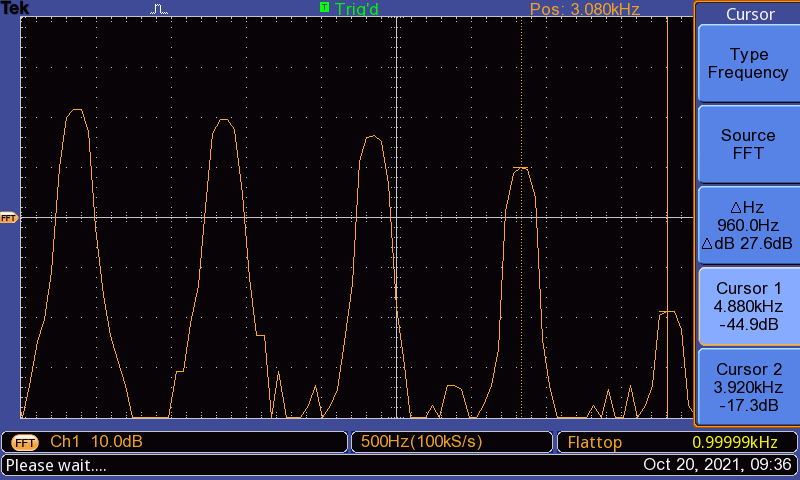 Tek
T Trig'd
Pos: 3.080kHz
Cursor
Type
Frequency
Source
FFT
△Hz
960.0Hz
△dB 27.6dB
Cursor 1
4.880kHz
-44.9dB
Cursor 2
3.920kHz
-17.3dB
FFT
FFT Ch1 10.0dB
500Hz(100kS/s)
Flattop 0.99999kHz
Please wait....
Oct 20, 2021, 09:36